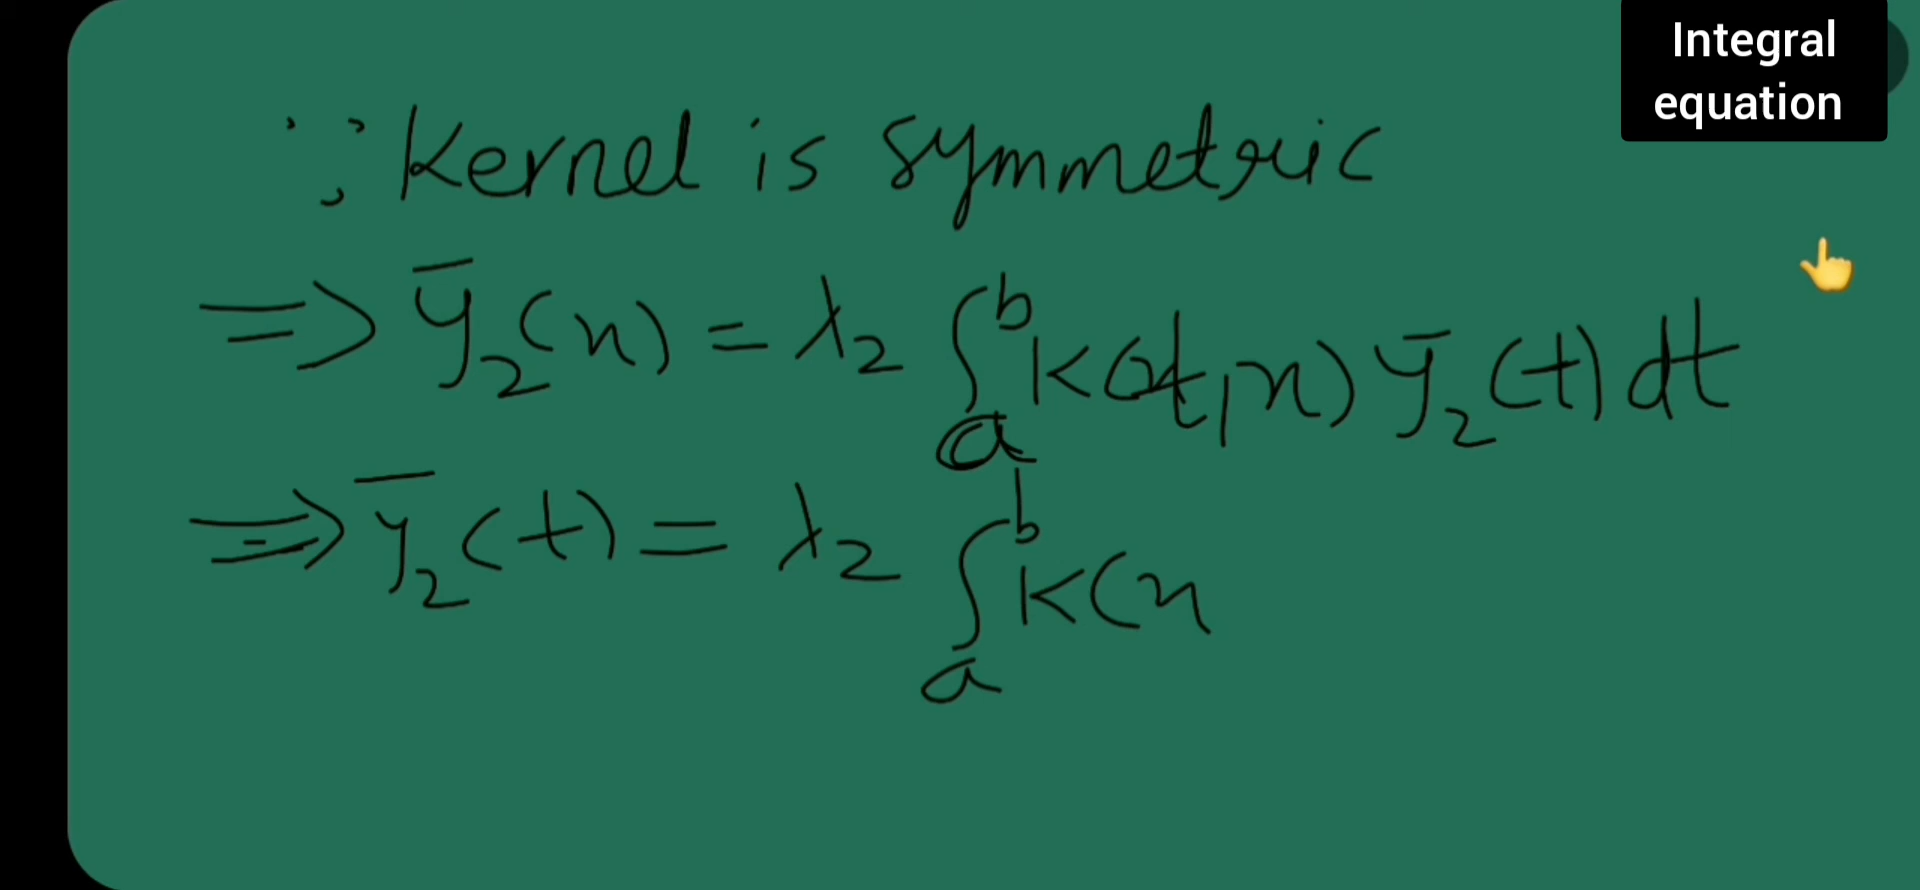 Integral
equation
∵ Kernel is symmetric
⇒ ȳ₂(x) = λ₂ ∫ₐᵇ K(t,x) ȳ₂(t) dt
⇒ ȳ₂(t) = λ₂ ∫ₐᵇ K(x